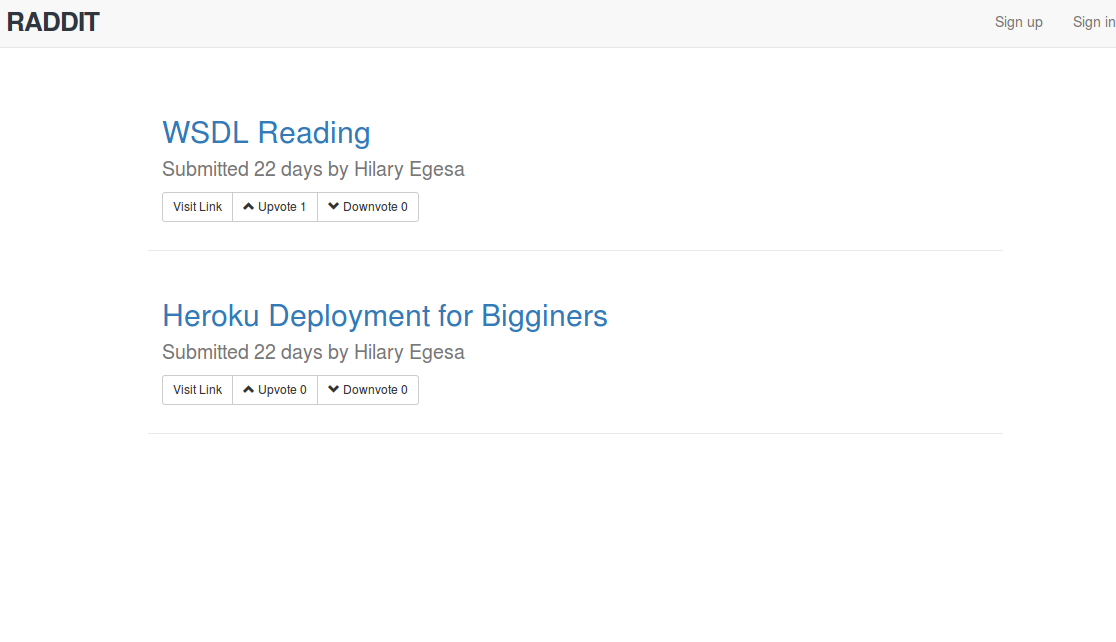 RADDIT
Sign up
Sign in
WSDL Reading
Submitted 22 days by Hilary Egesa
Visit Link
Upvote 1
Downvote 0
Heroku Deployment for Bigginers
Submitted 22 days by Hilary Egesa
Visit Link
Upvote 0
Downvote 0